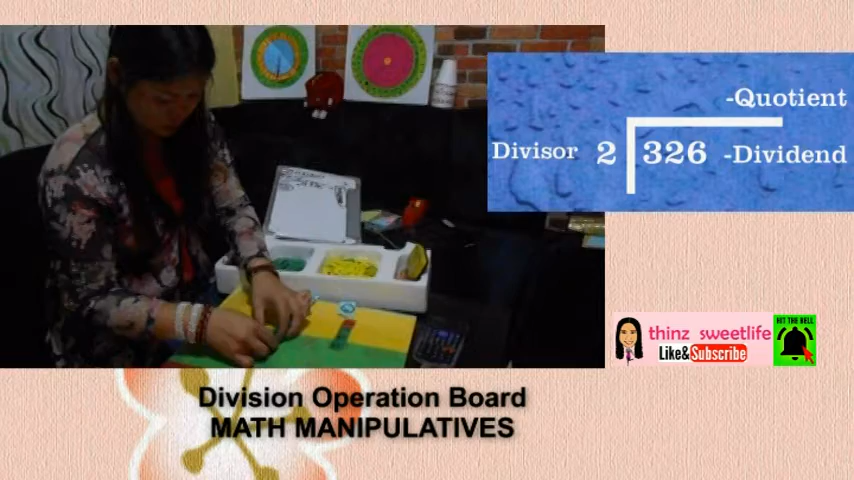 -Quotient
Divisor 2 326 -Dividend
HIT THE BELL
thinz sweetlife
Like& Subscribe
Division Operation Board
MATH MANIPULATIVES